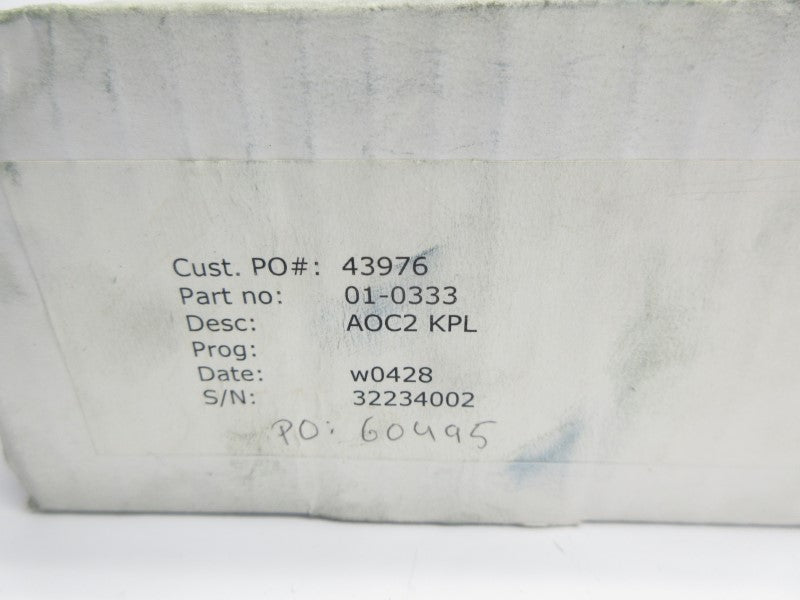 Cust. PO#: 43976
Part no: 01-0333
Desc: AOC2 KPL
Prog:
Date: w0428
S/N: 32234002
PO: 60495